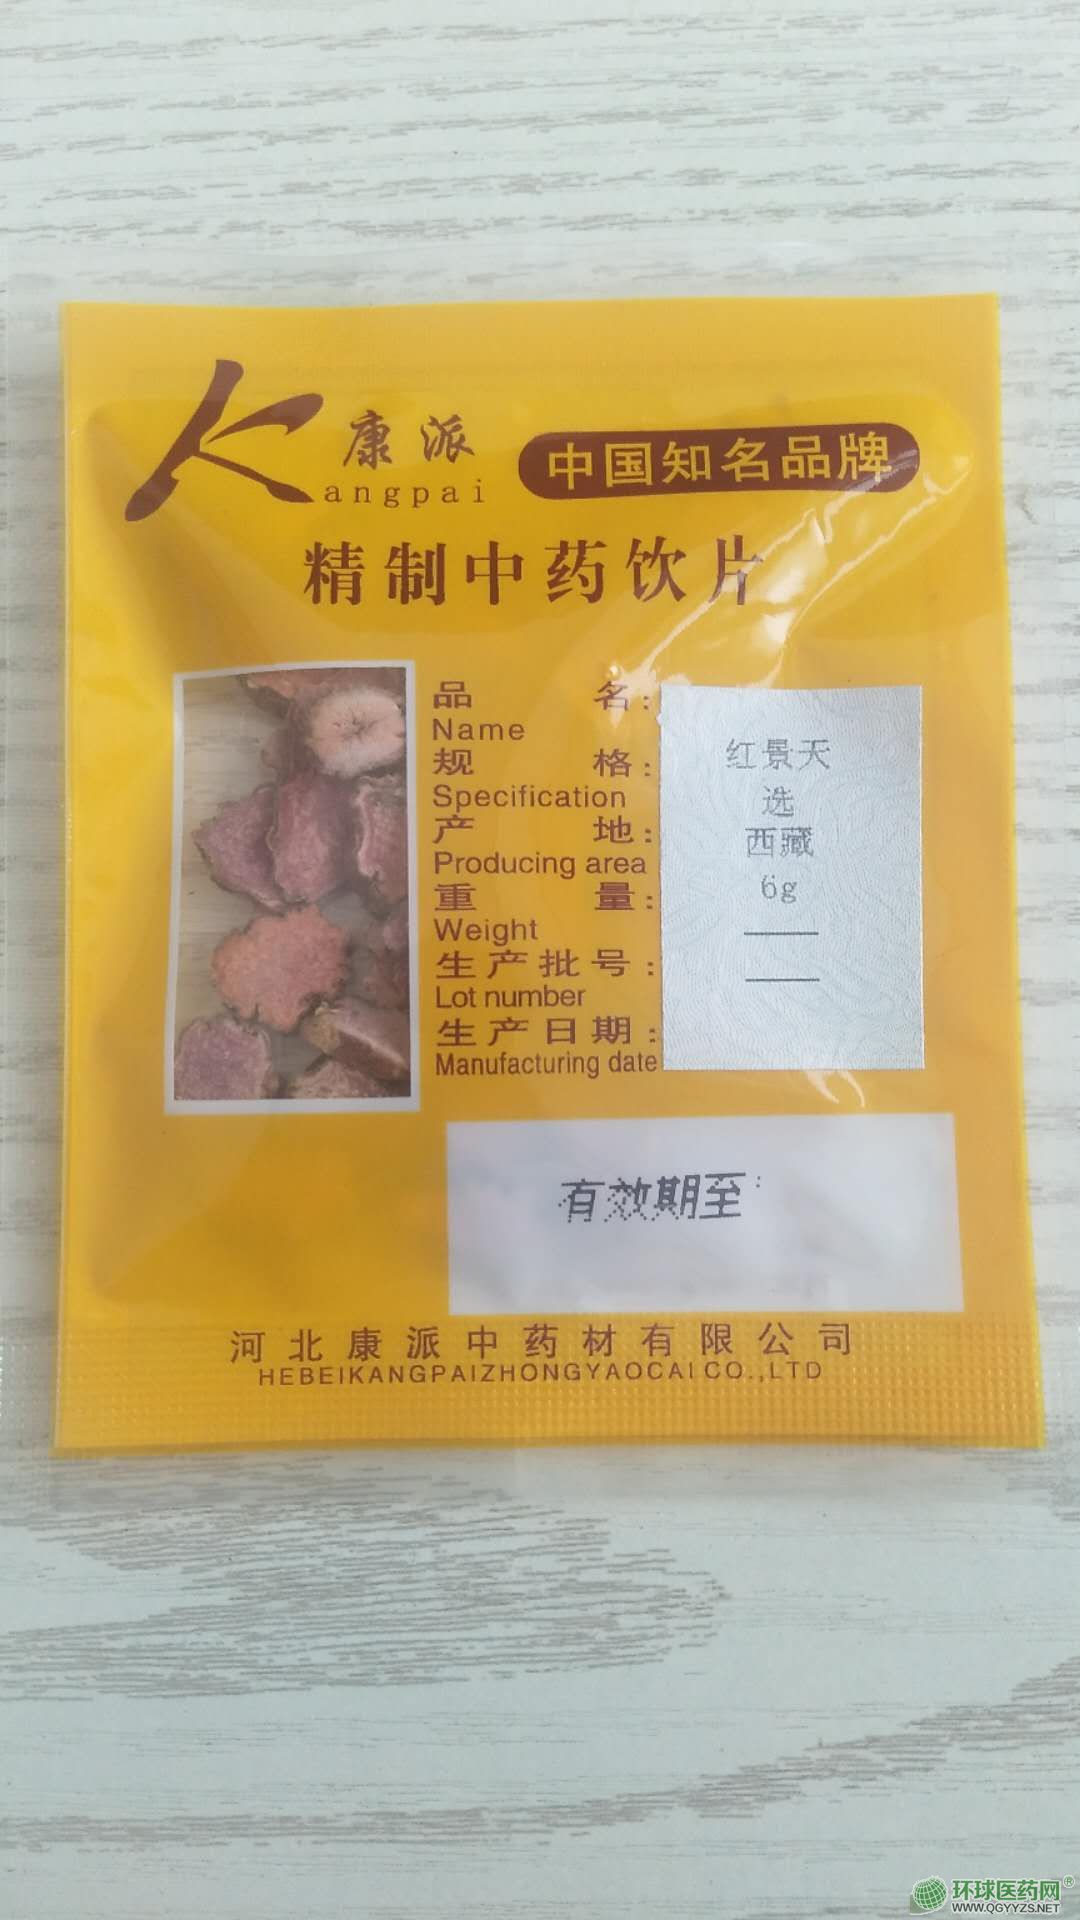 康派
Kangpai
中国知名品牌
精制中药饮片
品名：
Name
红景天
规格：
Specification
选
产地：
Producing area
西藏
重量：
Weight
6g
生产批号：
Lot number
生产日期：
Manufacturing date
有效期至：
河北康派中药材有限公司
HEBEIKANGPAIZHONGYAOCAI CO.,LTD
环球医药网®
WWW.QGYYZS.NET